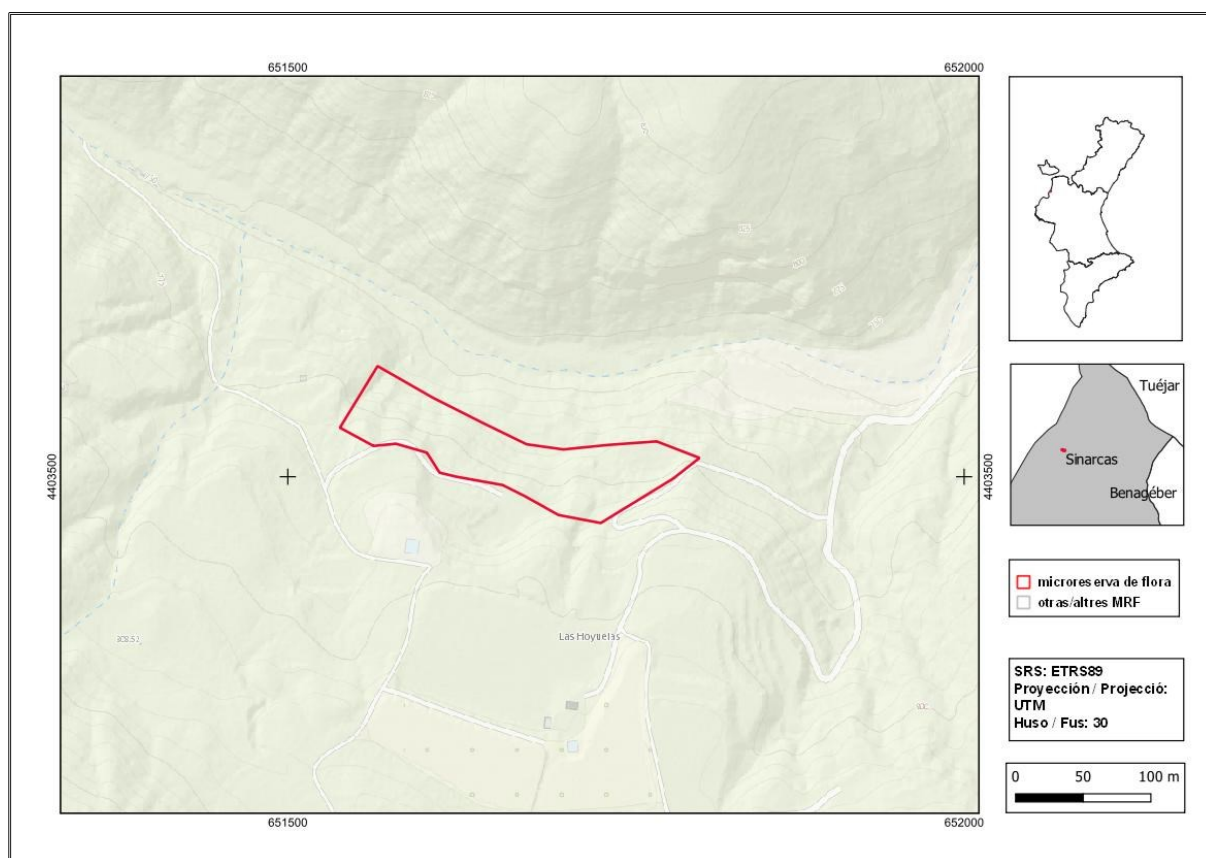 651500
652000
4403500
4403500
Las Hoyuelas
651500
652000
Tuéjar
Sinarcas
Benagéber
microreserva de flora
otras/altres MRF
SRS: ETRS89
Proyección / Projecció:
UTM
Huso / Fus: 30
0 50 100 m